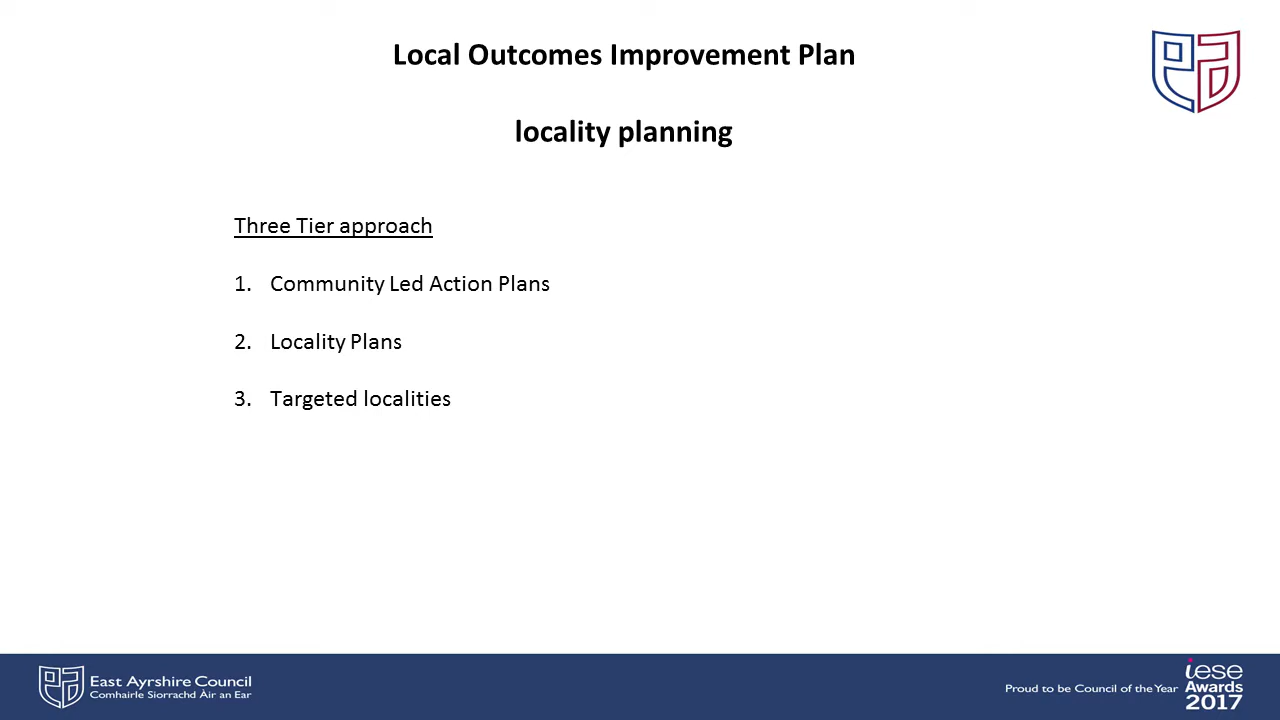 Local Outcomes Improvement Plan
locality planning
Three Tier approach
1. Community Led Action Plans
2. Locality Plans
3. Targeted localities
East Ayrshire Council
Comhairle Siorrachd Àir an Ear
Proud to be Council of the Year
iese
Awards
2017